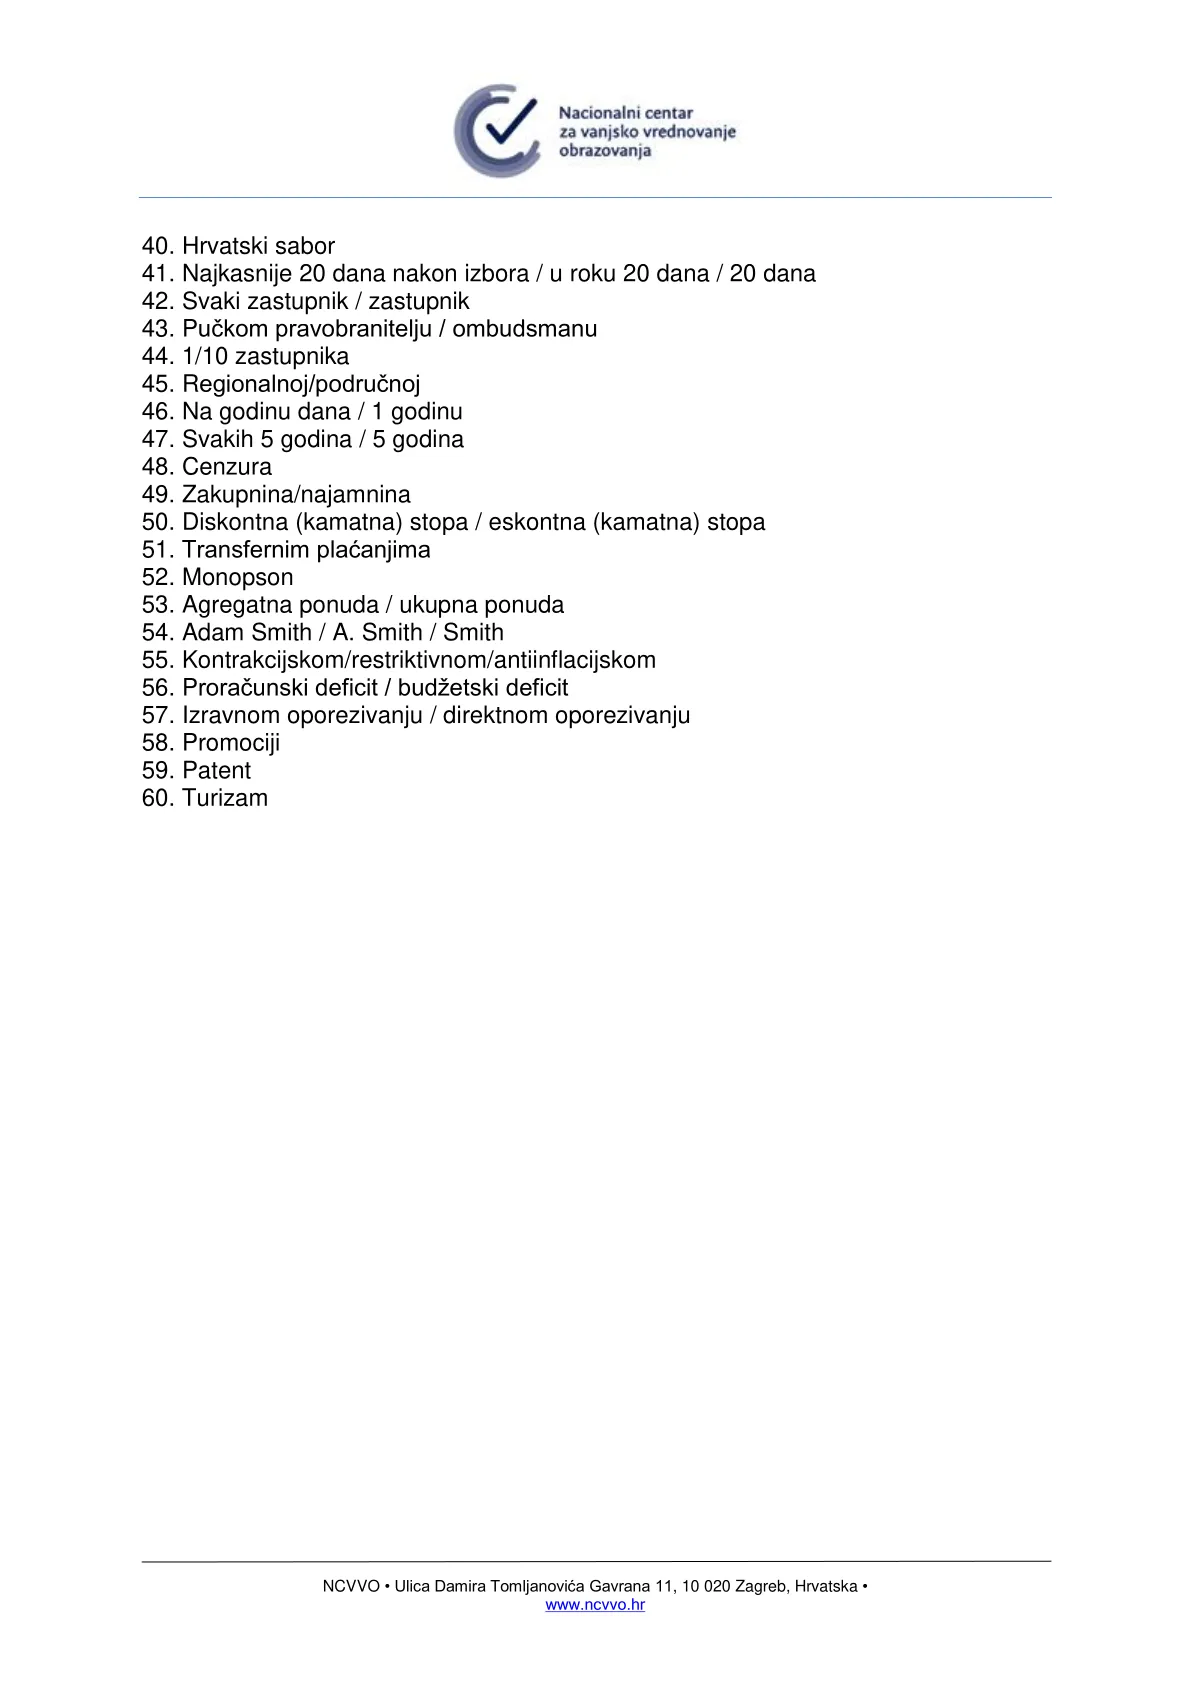 Nacionalni centar
za vanjsko vrednovanje
obrazovanja
40. Hrvatski sabor
41. Najkasnije 20 dana nakon izbora / u roku 20 dana / 20 dana
42. Svaki zastupnik / zastupnik
43. Pučkom pravobranitelju / ombudsmanu
44. 1/10 zastupnika
45. Regionalnoj/područnoj
46. Na godinu dana / 1 godinu
47. Svakih 5 godina / 5 godina
48. Cenzura
49. Zakupnina/najamnina
50. Diskontna (kamatna) stopa / eskontna (kamatna) stopa
51. Transfernim plaćanjima
52. Monopson
53. Agregatna ponuda / ukupna ponuda
54. Adam Smith / A. Smith / Smith
55. Kontrakcijskom/restriktivnom/antiinflacijskom
56. Proračunski deficit / budžetski deficit
57. Izravnom oporezivanju / direktnom oporezivanju
58. Promociji
59. Patent
60. Turizam
NCVVO • Ulica Damira Tomljanovića Gavrana 11, 10 020 Zagreb, Hrvatska •
www.ncvvo.hr